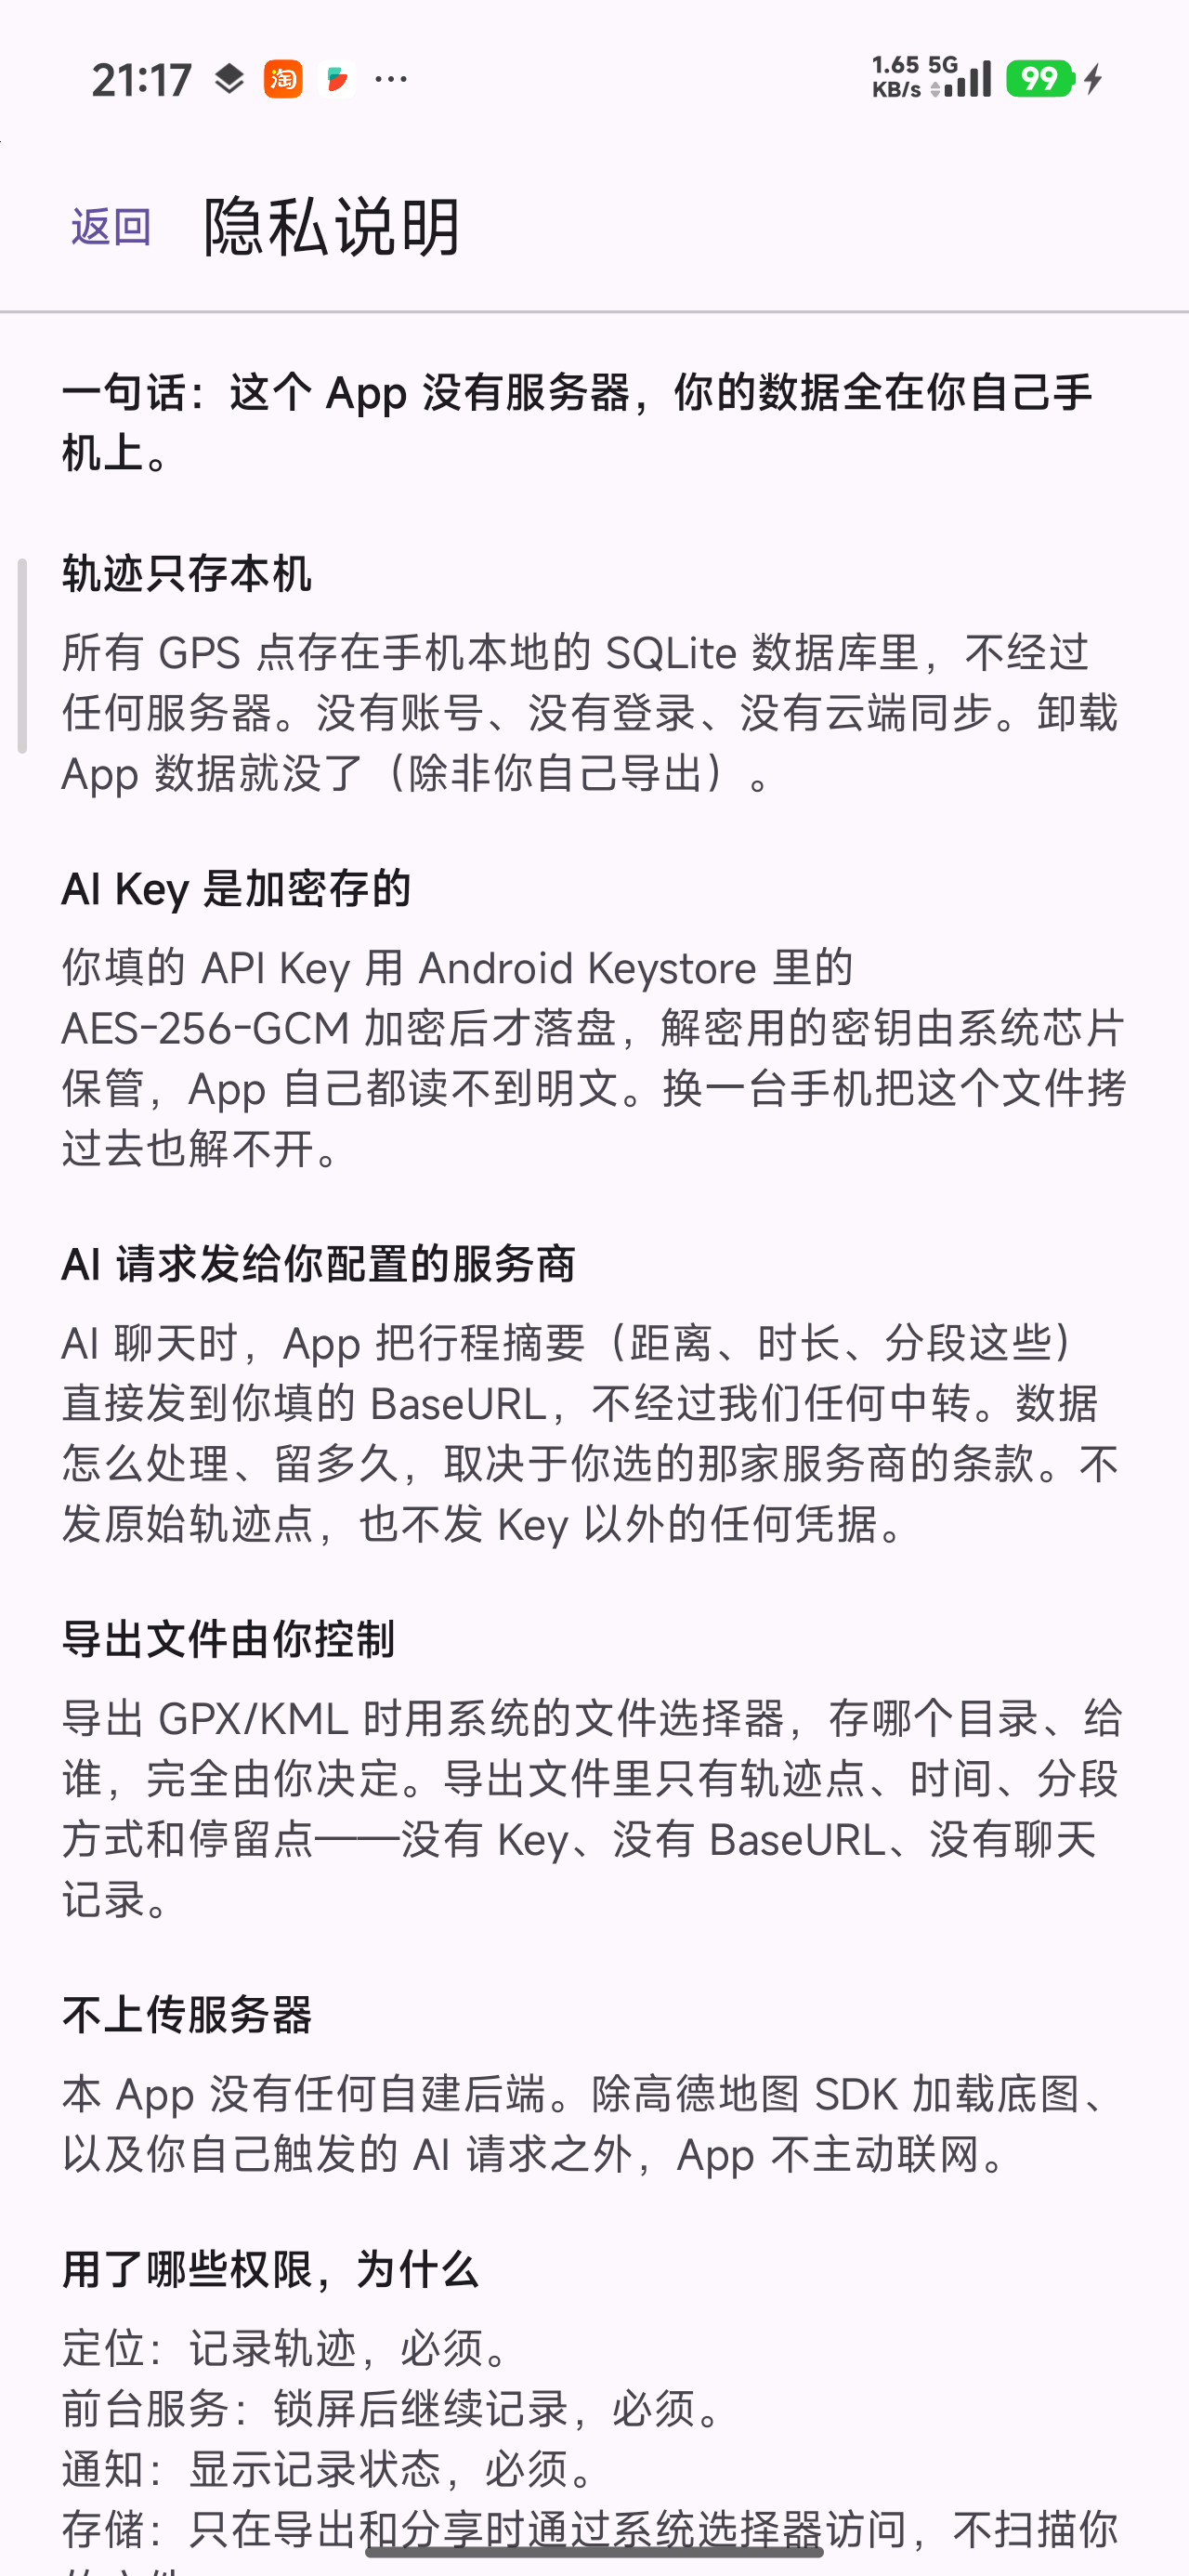 21:17
淘
1.65 5G
KB/s
99
返回 隐私说明
一句话：这个 App 没有服务器，你的数据全在你自己手
机上。
轨迹只存本机
所有 GPS 点存在手机本地的 SQLite 数据库里，不经过
任何服务器。没有账号、没有登录、没有云端同步。卸载
App 数据就没了（除非你自己导出）。
AI Key 是加密存的
你填的 API Key 用 Android Keystore 里的
AES-256-GCM 加密后才落盘，解密用的密钥由系统芯片
保管，App 自己都读不到明文。换一台手机把这个文件拷
过去也解不开。
AI 请求发给你配置的服务商
AI 聊天时，App 把行程摘要（距离、时长、分段这些）
直接发到你填的 BaseURL，不经过我们任何中转。数据
怎么处理、留多久，取决于你选的那家服务商的条款。不
发原始轨迹点，也不发 Key 以外的任何凭据。
导出文件由你控制
导出 GPX/KML 时用系统的文件选择器，存哪个目录、给
谁，完全由你决定。导出文件里只有轨迹点、时间、分段
方式和停留点——没有 Key、没有 BaseURL、没有聊天
记录。
不上传服务器
本 App 没有任何自建后端。除高德地图 SDK 加载底图、
以及你自己触发的 AI 请求之外，App 不主动联网。
用了哪些权限，为什么
定位：记录轨迹，必须。
前台服务：锁屏后继续记录，必须。
通知：显示记录状态，必须。
存储：只在导出和分享时通过系统选择器访问，不扫描你